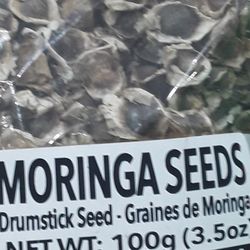 MORINGA SEEDS
Drumstick Seed - Graines de Moringa
NET WT: 100g (3.5oz